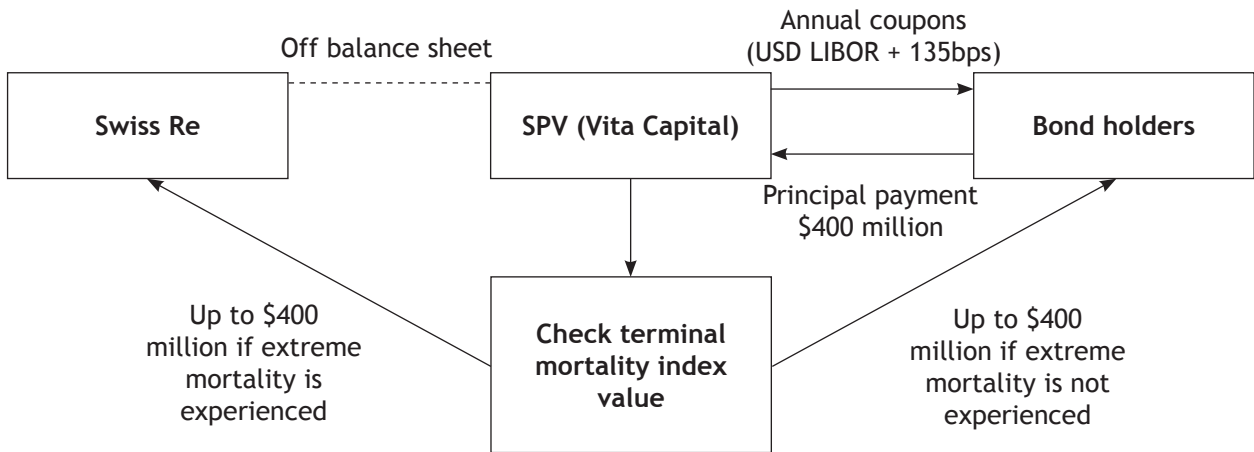 Off balance sheet
Annual coupons
(USD LIBOR + 135bps)
Swiss Re
SPV (Vita Capital)
Bond holders
Principal payment
$400 million
Up to $400
million if extreme
mortality is
experienced
Check terminal
mortality index
value
Up to $400
million if extreme
mortality is not
experienced